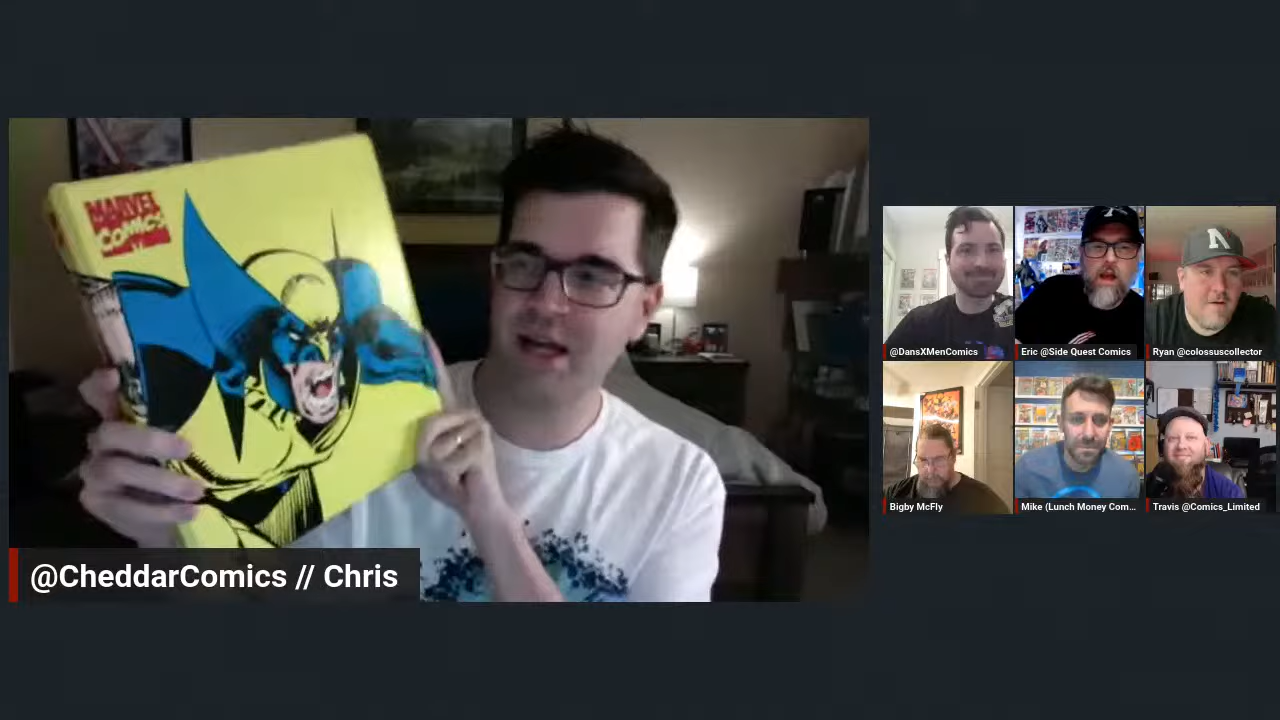 MARVEL
COMICS
@CheddarComics // Chris
@DansXMenComics
Eric @Side Quest Comics
Ryan @colossuscollector
Bigby McFly
Mike (Lunch Money Com...
Travis @Comics_Limited